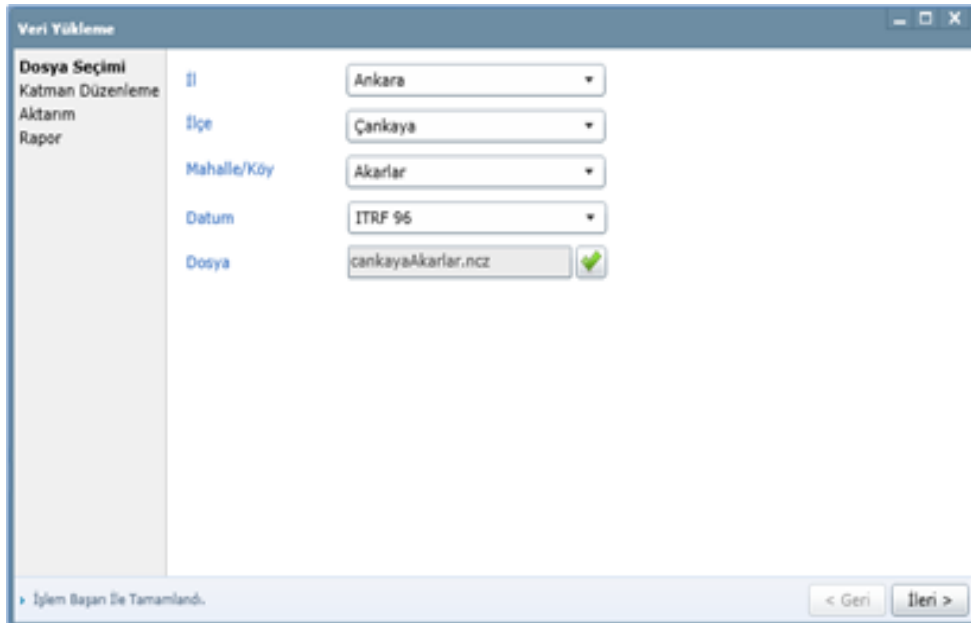 Veri Yükleme
Dosya Seçimi
Katman Düzenleme
Aktarım
Rapor
İl
Ankara
İlçe
Çankaya
Mahalle/Köy
Akarlar
Datum
ITRF 96
Dosya
cankayaAkarlar.ncz
İşlem Başarı İle Tamamlandı.
< Geri
İleri >